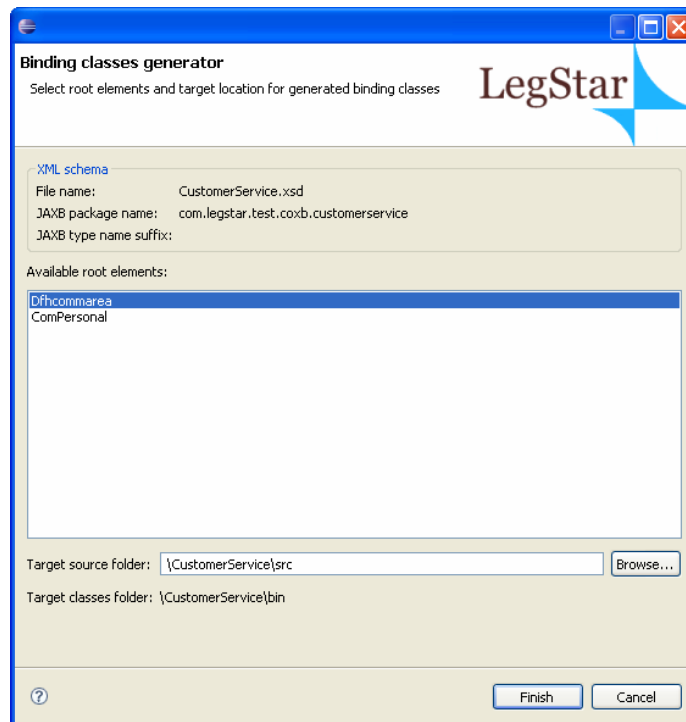 Binding classes generator
Select root elements and target location for generated binding classes
LegStar
XML schema
File name: CustomerService.xsd
JAXB package name: com.legstar.test.coxb.customerservice
JAXB type name suffix:
Available root elements:
Dfhcommarea
ComPersonal
Target source folder: \CustomerService\src Browse...
Target classes folder: \CustomerService\bin
? Finish Cancel